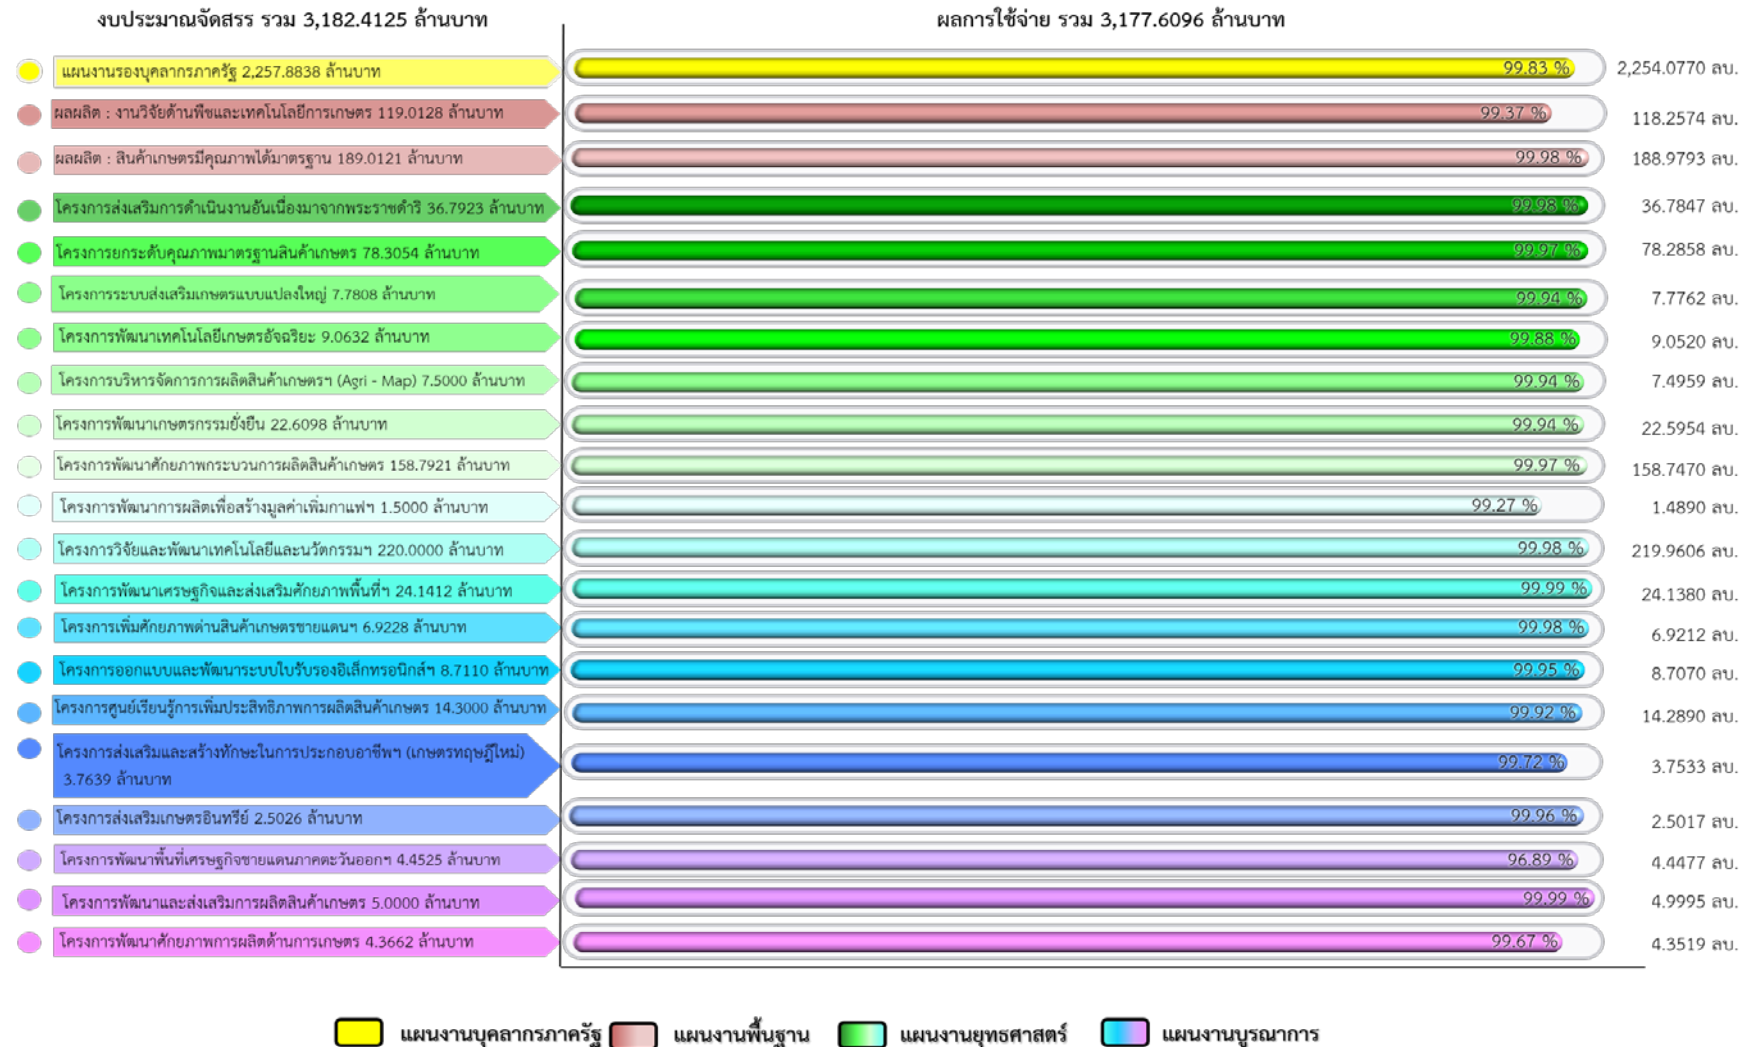 งบประมาณจัดสรร รวม 3,182.4125 ล้านบาท
ผลการใช้จ่าย รวม 3,177.6096 ล้านบาท
แผนงานรองบุคลากรภาครัฐ 2,257.8838 ล้านบาท 99.83 % 2,254.0770 ลบ.
ผลผลิต : งานวิจัยด้านพืชและเทคโนโลยีการเกษตร 119.0128 ล้านบาท 99.37 % 118.2574 ลบ.
ผลผลิต : สินค้าเกษตรมีคุณภาพได้มาตรฐาน 189.0121 ล้านบาท 99.98 % 188.9793 ลบ.
โครงการส่งเสริมการดำเนินงานอันเนื่องมาจากพระราชดำริ 36.7923 ล้านบาท 99.98 % 36.7847 ลบ.
โครงการยกระดับคุณภาพมาตรฐานสินค้าเกษตร 78.3054 ล้านบาท 99.97 % 78.2858 ลบ.
โครงการระบบส่งเสริมเกษตรแบบแปลงใหญ่ 7.7808 ล้านบาท 99.94 % 7.7762 ลบ.
โครงการพัฒนาเทคโนโลยีเกษตรอัจฉริยะ 9.0632 ล้านบาท 99.88 % 9.0520 ลบ.
โครงการบริหารจัดการการผลิตสินค้าเกษตรฯ (Agri - Map) 7.5000 ล้านบาท 99.94 % 7.4959 ลบ.
โครงการพัฒนาเกษตรกรรมยั่งยืน 22.6098 ล้านบาท 99.94 % 22.5954 ลบ.
โครงการพัฒนาศักยภาพกระบวนการผลิตสินค้าเกษตร 158.7921 ล้านบาท 99.97 % 158.7470 ลบ.
โครงการพัฒนาการผลิตเพื่อสร้างมูลค่าเพิ่มกาแฟฯ 1.5000 ล้านบาท 99.27 % 1.4890 ลบ.
โครงการวิจัยและพัฒนาเทคโนโลยีและนวัตกรรมฯ 220.0000 ล้านบาท 99.98 % 219.9606 ลบ.
โครงการพัฒนาเศรษฐกิจและส่งเสริมศักยภาพพื้นที่ฯ 24.1412 ล้านบาท 99.99 % 24.1380 ลบ.
โครงการเพิ่มศักยภาพด่านสินค้าเกษตรชายแดนฯ 6.9228 ล้านบาท 99.98 % 6.9212 ลบ.
โครงการออกแบบและพัฒนาระบบใบรับรองอิเล็กทรอนิกส์ฯ 8.7110 ล้านบาท 99.95 % 8.7070 ลบ.
โครงการศูนย์เรียนรู้การเพิ่มประสิทธิภาพการผลิตสินค้าเกษตร 14.3000 ล้านบาท 99.92 % 14.2890 ลบ.
โครงการส่งเสริมและสร้างทักษะในการประกอบอาชีพฯ (เกษตรทฤษฎีใหม่)
3.7639 ล้านบาท 99.72 % 3.7533 ลบ.
โครงการส่งเสริมเกษตรอินทรีย์ 2.5026 ล้านบาท 99.96 % 2.5017 ลบ.
โครงการพัฒนาพื้นที่เศรษฐกิจชายแดนภาคตะวันออกฯ 4.4525 ล้านบาท 96.89 % 4.4477 ลบ.
โครงการพัฒนาและส่งเสริมการผลิตสินค้าเกษตร 5.0000 ล้านบาท 99.99 % 4.9995 ลบ.
โครงการพัฒนาศักยภาพการผลิตด้านการเกษตร 4.3662 ล้านบาท 99.67 % 4.3519 ลบ.
แผนงานบุคลากรภาครัฐ แผนงานพื้นฐาน แผนงานยุทธศาสตร์ แผนงานบูรณาการ